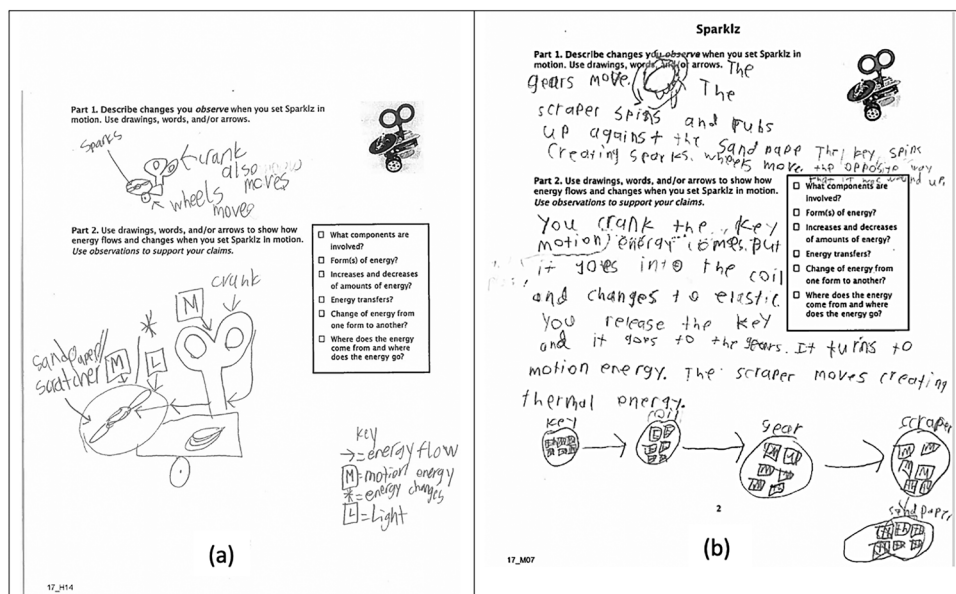 Part 1. Describe changes you observe when you set Sparklz in
motion. Use drawings, words, and/or arrows.
Sparks
crank
also
moves
wheels
moves
Part 2. Use drawings, words, and/or arrows to show how
energy flows and changes when you set Sparklz in motion.
Use observations to support your claims.
What components are
involved?
Form(s) of energy?
Increases and decreases
of amounts of energy?
Energy transfers?
Change of energy from
one form to another?
Where does the energy
come from and where
does the energy go?
crank
M
sandpaper/
scratcher
M
L
key
→=energy flow
M=motion energy
*=energy changes
L=Light
(a)
17_H14
Sparklz
Part 1. Describe changes you observe when you set Sparklz in
motion. Use drawings, words, and/or arrows.
The
gears move. The
scraper spins and rubs
up against the sand pape
Creating sparks. wheels move.
key spins
the opposite way
that it was wound up.
Part 2. Use drawings, words, and/or arrows to show how
energy flows and changes when you set Sparklz in motion.
Use observations to support your claims.
What components are
involved?
Form(s) of energy?
Increases and decreases
of amounts of energy?
Energy transfers?
Change of energy from
one form to another?
Where does the energy
come from and where
does the energy go?
You crank the key
motion energy comes. but
it goes into the coil
and changes to elastic.
You release the key
and it goes to the gears. It turns to
motion energy. The scraper moves creating
thermal energy.
key
coil
gear
scraper
sand paper
2
(b)
17_M07